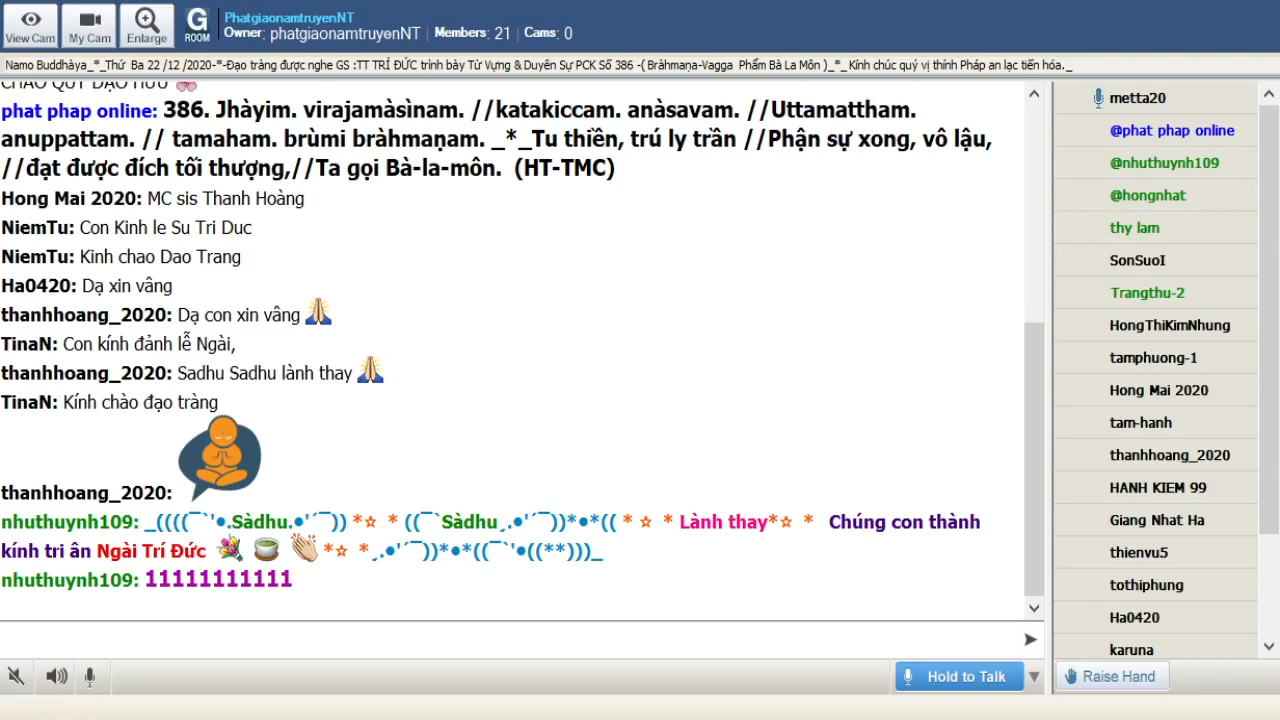 View Cam
My Cam
Enlarge
G
ROOM
PhatgiaonamtruyenNT
Owner: phatgiaonamtruyenNT | Members: 21 | Cams: 0
Namo Buddhàya_*_Thứ Ba 22 /12 /2020-*-Đạo tràng được nghe GS :TT TRÍ ĐỨC trình bày Từ Vựng & Duyên Sự PCK Số 386 -( Bràhmaṇa-Vagga Phẩm Bà La Môn )_*_ Kính chúc quý vị thính Pháp an lạc tiến hóa._
phat phap online: 386. Jhàyim. virajamàsìnam. //katakiccam. anàsavam. //Uttamattham.
anuppattam. // tamaham. brùmi bràhmaṇam. _*_Tu thiền, trú ly trần //Phận sự xong, vô lậu,
//đạt được đích tối thượng,//Ta gọi Bà-la-môn. (HT-TMC)
Hong Mai 2020: MC sis Thanh Hoàng
NiemTu: Con Kinh le Su Tri Duc
NiemTu: Kinh chao Dao Trang
Ha0420: Dạ xin vâng
thanhhoang_2020: Dạ con xin vâng
TinaN: Con kính đảnh lễ Ngài,
thanhhoang_2020: Sadhu Sadhu lành thay
TinaN: Kính chào đạo tràng
thanhhoang_2020:
nhuthuynh109: _((((¯`'•.Sàdhu.•'´¯)) *☆ * ((¯`Sàdhu¸.•'´¯))*•*(( * ☆ * Lành thay*☆ * Chúng con thành
kính tri ân Ngài Trí Đức *☆ *¸.•'´¯))*•*((¯`'•((**)))_
nhuthuynh109: 11111111111
Hold to Talk
metta20
@phat phap online
@nhuthuynh109
@hongnhat
thy lam
SonSuoI
Trangthu-2
HongThiKimNhung
tamphuong-1
Hong Mai 2020
tam-hanh
thanhhoang_2020
HANH KIEM 99
Giang Nhat Ha
thienvu5
tothiphung
Ha0420
karuna
Raise Hand